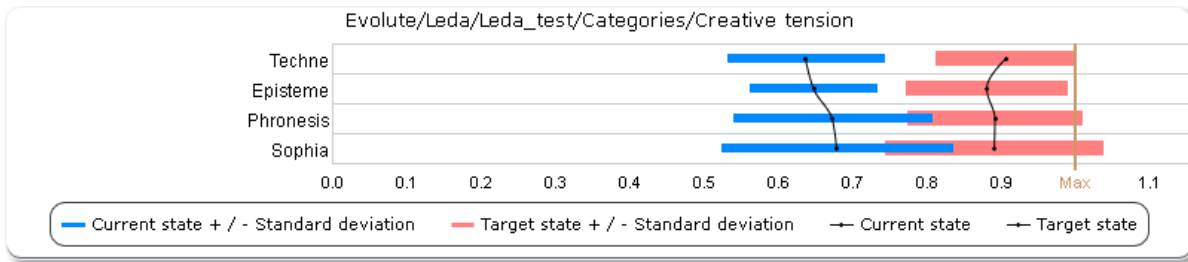 Evolute/Leda/Leda_test/Categories/Creative tension
Techne
Episteme
Phronesis
Sophia
0.0 0.1 0.2 0.3 0.4 0.5 0.6 0.7 0.8 0.9 Max 1.1
Current state + / - Standard deviation Target state + / - Standard deviation Current state Target state